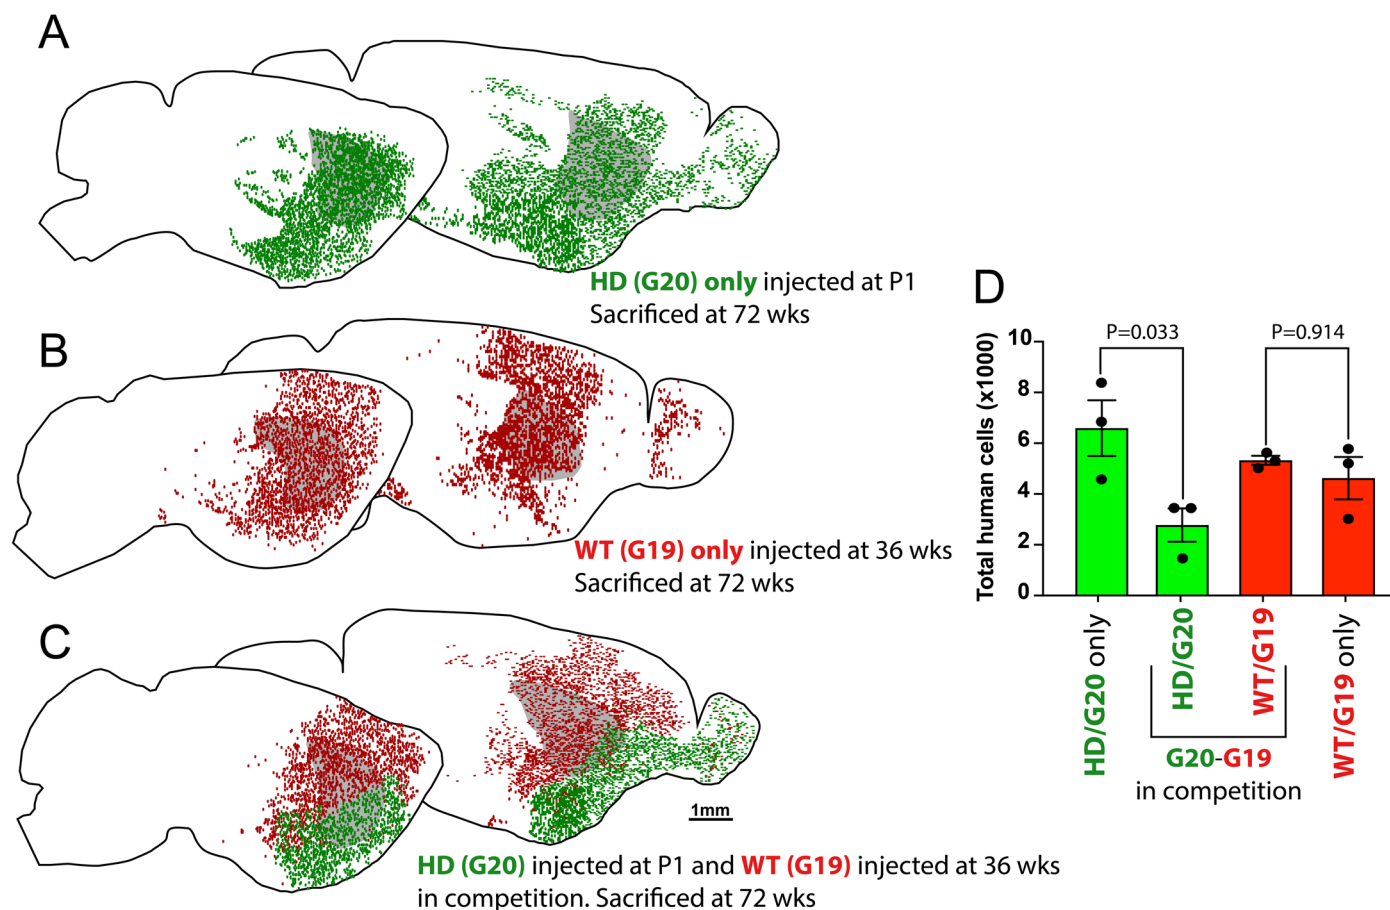 A
HD (G20) only injected at P1
Sacrificed at 72 wks
B
WT (G19) only injected at 36 wks
Sacrificed at 72 wks
C
1mm
HD (G20) injected at P1 and WT (G19) injected at 36 wks
in competition. Sacrificed at 72 wks
D
P=0.033
P=0.914
Total human cells (x1000)
10
8
6
4
2
0
HD/G20 only
HD/G20
WT/G19
WT/G19 only
G20-G19
in competition